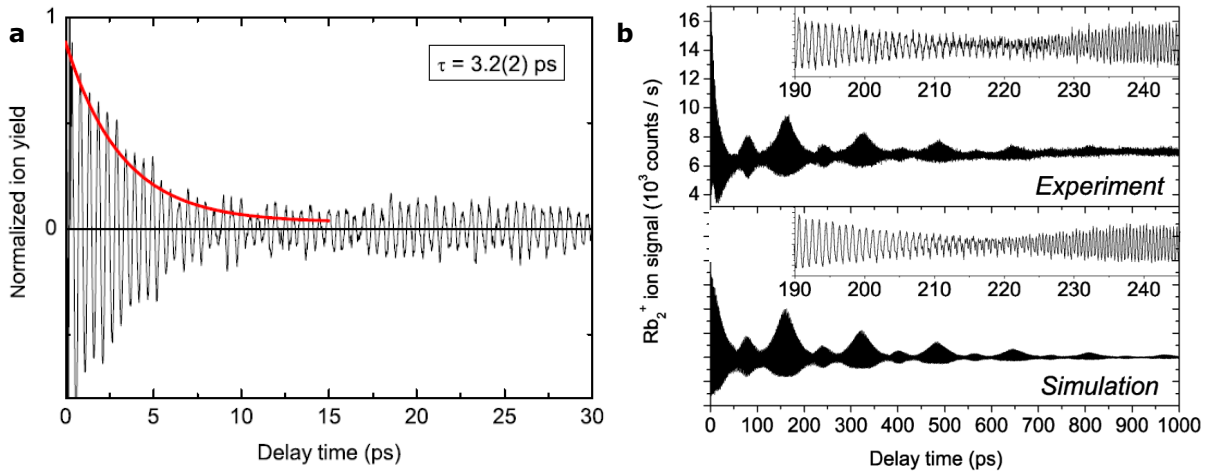 a
1
0
Normalized ion yield
τ = 3.2(2) ps
0 5 10 15 20 25 30
Delay time (ps)
b
16
14
12
10
8
6
4
190 200 210 220 230 240
Experiment
Rb₂⁺ ion signal (10³ counts / s)
190 200 210 220 230 240
Simulation
0 100 200 300 400 500 600 700 800 900 1000
Delay time (ps)